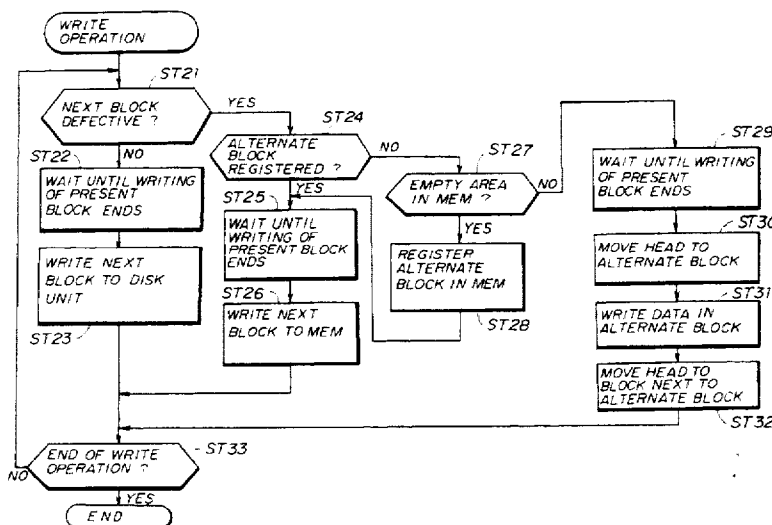 WRITE
OPERATION
ST21
NEXT BLOCK
DEFECTIVE ?
YES
NO
ST22
WAIT UNTIL WRITING
OF PRESENT
BLOCK ENDS
WRITE NEXT
BLOCK TO DISK
UNIT
ST23
ST24
ALTERNATE
BLOCK
REGISTERED ?
NO
YES
ST25
WAIT UNTIL
WRITING OF
PRESENT BLOCK
ENDS
ST26
WRITE NEXT
BLOCK TO MEM
ST27
EMPTY AREA
IN MEM ?
NO
YES
REGISTER
ALTERNATE
BLOCK IN MEM
ST28
ST29
WAIT UNTIL
WRITING OF PRESENT
BLOCK ENDS
ST30
MOVE HEAD TO
ALTERNATE BLOCK
ST31
WRITE DATA IN
ALTERNATE BLOCK
MOVE HEAD TO
BLOCK NEXT TO
ALTERNATE BLOCK
ST32
ST33
END OF WRITE
OPERATION ?
NO
YES
END